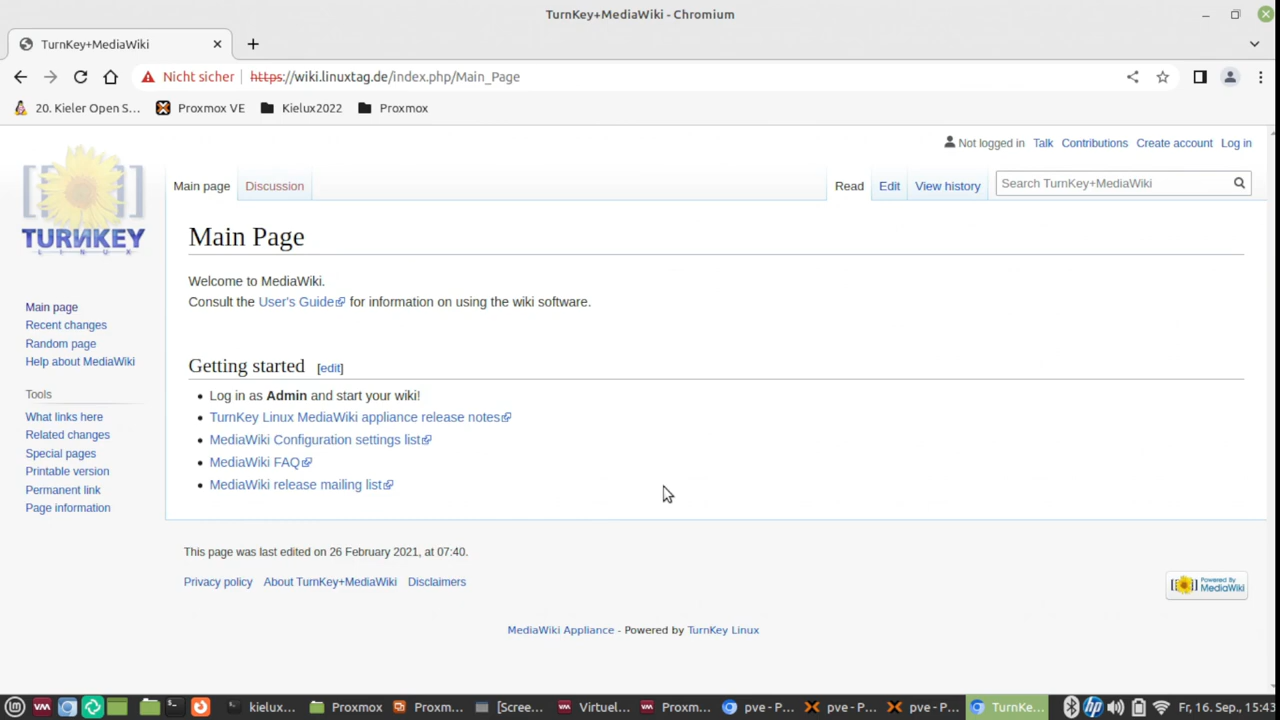 TurnKey+MediaWiki - Chromium
TurnKey+MediaWiki
Nicht sicher https://wiki.linuxtag.de/index.php/Main_Page
20. Kieler Open S... Proxmox VE Kielux2022 Proxmox
Not logged in Talk Contributions Create account Log in
Main page Discussion Read Edit View history Search TurnKey+MediaWiki
TURNKEY
LINUX
Main Page
Welcome to MediaWiki.
Consult the User's Guide for information on using the wiki software.
Main page
Recent changes
Random page
Help about MediaWiki
Tools
What links here
Related changes
Special pages
Printable version
Permanent link
Page information
Getting started [edit]
Log in as Admin and start your wiki!
TurnKey Linux MediaWiki appliance release notes
MediaWiki Configuration settings list
MediaWiki FAQ
MediaWiki release mailing list
This page was last edited on 26 February 2021, at 07:40.
Privacy policy About TurnKey+MediaWiki Disclaimers
Powered By
MediaWiki
MediaWiki Appliance - Powered by TurnKey Linux
kielux... Proxmox Proxm... [Scree... Virtuel... Proxm... pve - P... pve - P... pve - P... TurnKe... Fr, 16. Sep., 15:43